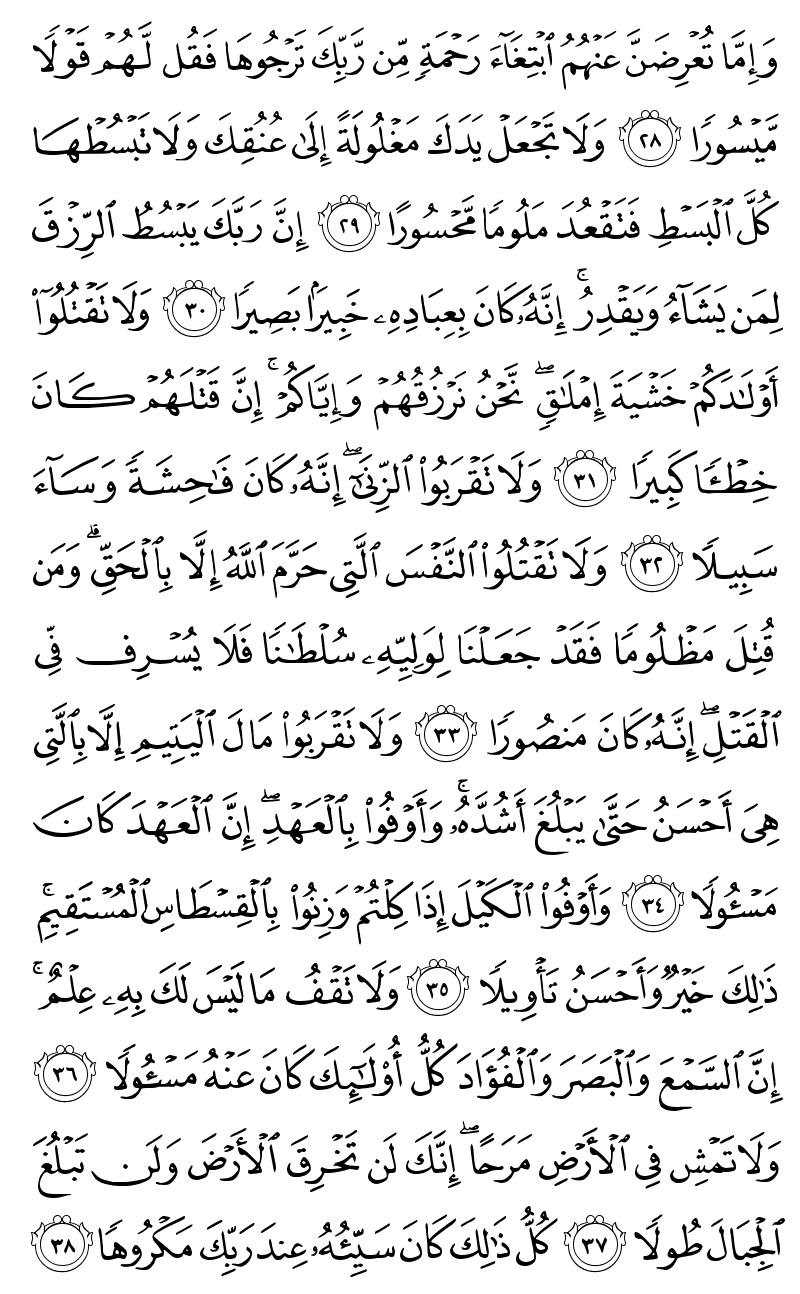 وَإِمَّا تُعۡرِضَنَّ عَنۡهُمُ ٱبۡتِغَآءَ رَحۡمَةٖ مِّن رَّبِّكَ تَرۡجُوهَا فَقُل لَّهُمۡ قَوۡلٗا
مَّيۡسُورٗا ٢٨ وَلَا تَجۡعَلۡ يَدَكَ مَغۡلُولَةً إِلَىٰ عُنُقِكَ وَلَا تَبۡسُطۡهَا
كُلَّ ٱلۡبَسۡطِ فَتَقۡعُدَ مَلُومٗا مَّحۡسُورًا ٢٩ إِنَّ رَبَّكَ يَبۡسُطُ ٱلرِّزۡقَ
لِمَن يَشَآءُ وَيَقۡدِرُۚ إِنَّهُۥ كَانَ بِعِبَادِهِۦ خَبِيرَۢا بَصِيرٗا ٣٠ وَلَا تَقۡتُلُوٓاْ
أَوۡلَٰدَكُمۡ خَشۡيَةَ إِمۡلَٰقٖۖ نَّحۡنُ نَرۡزُقُهُمۡ وَإِيَّاكُمۡۚ إِنَّ قَتۡلَهُمۡ كَانَ
خِطۡـٔٗا كَبِيرٗا ٣١ وَلَا تَقۡرَبُواْ ٱلزِّنَىٰٓۖ إِنَّهُۥ كَانَ فَٰحِشَةٗ وَسَآءَ
سَبِيلٗا ٣٢ وَلَا تَقۡتُلُواْ ٱلنَّفۡسَ ٱلَّتِي حَرَّمَ ٱللَّهُ إِلَّا بِٱلۡحَقِّۗ وَمَن
قُتِلَ مَظۡلُومٗا فَقَدۡ جَعَلۡنَا لِوَلِيِّهِۦ سُلۡطَٰنٗا فَلَا يُسۡرِف فِّي
ٱلۡقَتۡلِۖ إِنَّهُۥ كَانَ مَنصُورٗا ٣٣ وَلَا تَقۡرَبُواْ مَالَ ٱلۡيَتِيمِ إِلَّا بِٱلَّتِي
هِيَ أَحۡسَنُ حَتَّىٰ يَبۡلُغَ أَشُدَّهُۥۚ وَأَوۡفُواْ بِٱلۡعَهۡدِۖ إِنَّ ٱلۡعَهۡدَ كَانَ
مَسۡـُٔولٗا ٣٤ وَأَوۡفُواْ ٱلۡكَيۡلَ إِذَا كِلۡتُمۡ وَزِنُواْ بِٱلۡقِسۡطَاسِ ٱلۡمُسۡتَقِيمِۚ
ذَٰلِكَ خَيۡرٞ وَأَحۡسَنُ تَأۡوِيلٗا ٣٥ وَلَا تَقۡفُ مَا لَيۡسَ لَكَ بِهِۦ عِلۡمٌۚ
إِنَّ ٱلسَّمۡعَ وَٱلۡبَصَرَ وَٱلۡفُؤَادَ كُلُّ أُوْلَٰٓئِكَ كَانَ عَنۡهُ مَسۡـُٔولٗا ٣٦
وَلَا تَمۡشِ فِي ٱلۡأَرۡضِ مَرَحًاۖ إِنَّكَ لَن تَخۡرِقَ ٱلۡأَرۡضَ وَلَن تَبۡلُغَ
ٱلۡجِبَالَ طُولٗا ٣٧ كُلُّ ذَٰلِكَ كَانَ سَيِّئُهُۥ عِندَ رَبِّكَ مَكۡرُوهٗا ٣٨